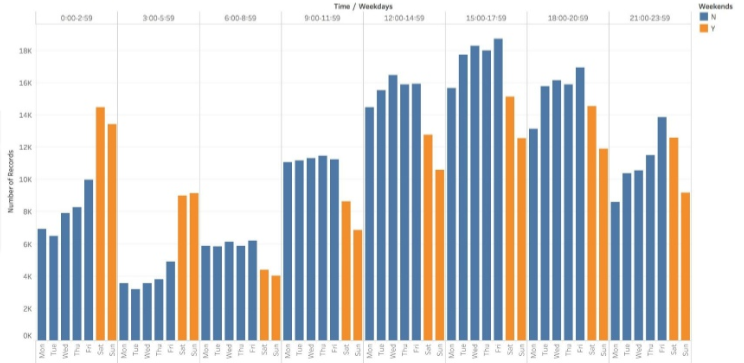 Time / Weekdays
Weekends
0:00-2:59 3:00-5:59 6:00-8:59 9:00-11:59 12:00-14:59 15:00-17:59 18:00-20:59 21:00-23:59
N
Y
18K
16K
14K
12K
10K
8K
6K
4K
2K
0K
Number of Records
Mon Tue Wed Thu Fri Sat Sun Mon Tue Wed Thu Fri Sat Sun Mon Tue Wed Thu Fri Sat Sun Mon Tue Wed Thu Fri Sat Sun Mon Tue Wed Thu Fri Sat Sun Mon Tue Wed Thu Fri Sat Sun Mon Tue Wed Thu Fri Sat Sun Mon Tue Wed Thu Fri Sat Sun